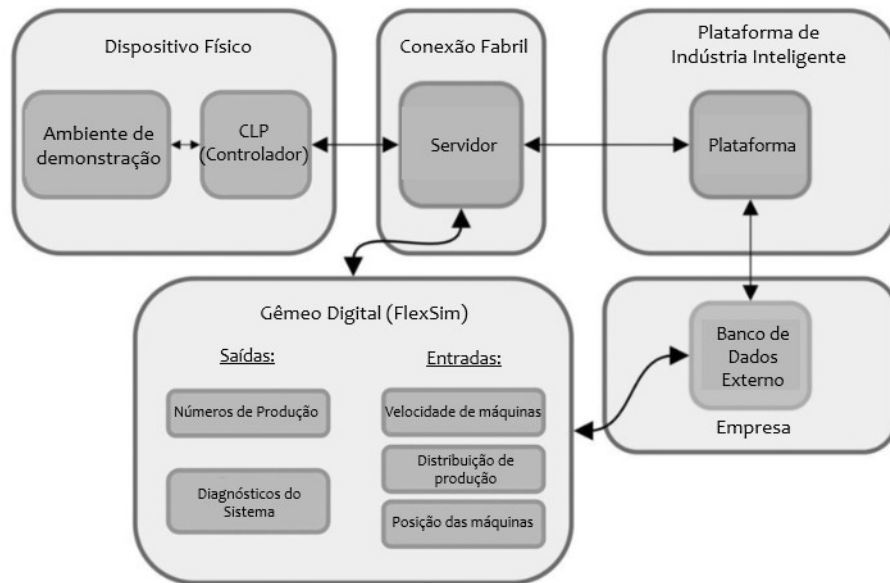 Dispositivo Físico
Ambiente de
demonstração
CLP
(Controlador)
Conexão Fabril
Servidor
Plataforma de
Indústria Inteligente
Plataforma
Gêmeo Digital (FlexSim)
Saídas:
Números de Produção
Diagnósticos do
Sistema
Entradas:
Velocidade de máquinas
Distribuição de
produção
Posição das máquinas
Banco de
Dados
Externo
Empresa